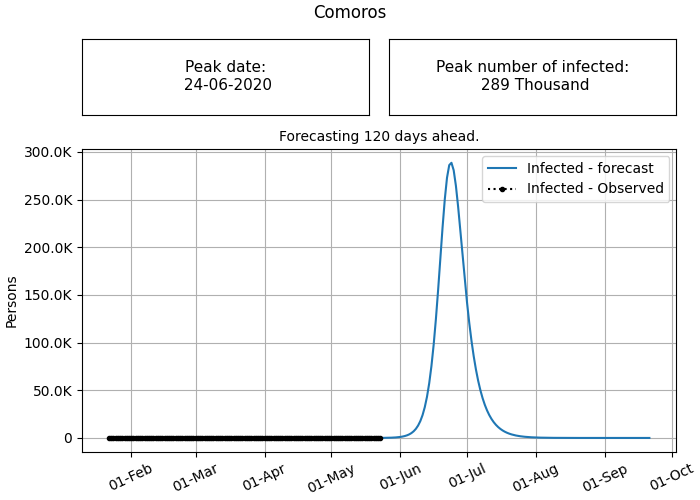 Comoros
Peak date:
24-06-2020
Peak number of infected:
289 Thousand
Forecasting 120 days ahead.
300.0K
250.0K
200.0K
150.0K
100.0K
50.0K
0
Persons
Infected - forecast
Infected - Observed
01-Feb
01-Mar
01-Apr
01-May
01-Jun
01-Jul
01-Aug
01-Sep
01-Oct